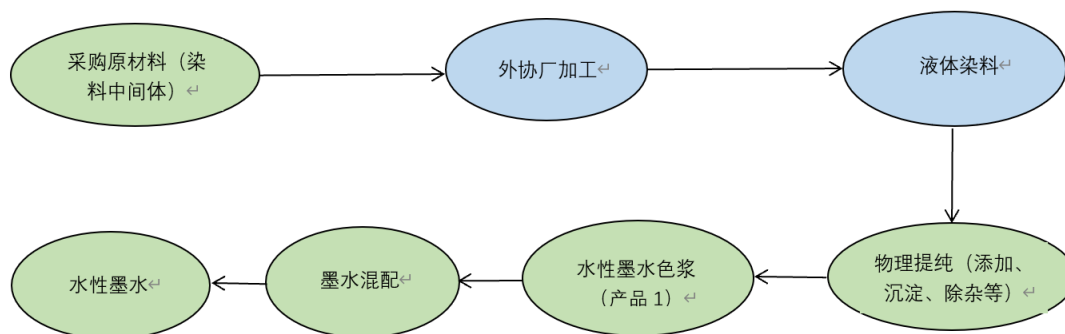 采购原材料（染
料中间体）↵
外协厂加工↵
液体染料↵
物理提纯（添加、
沉淀、除杂等）↵
水性墨水色浆
（产品 1）↵
墨水混配↵
水性墨水↵